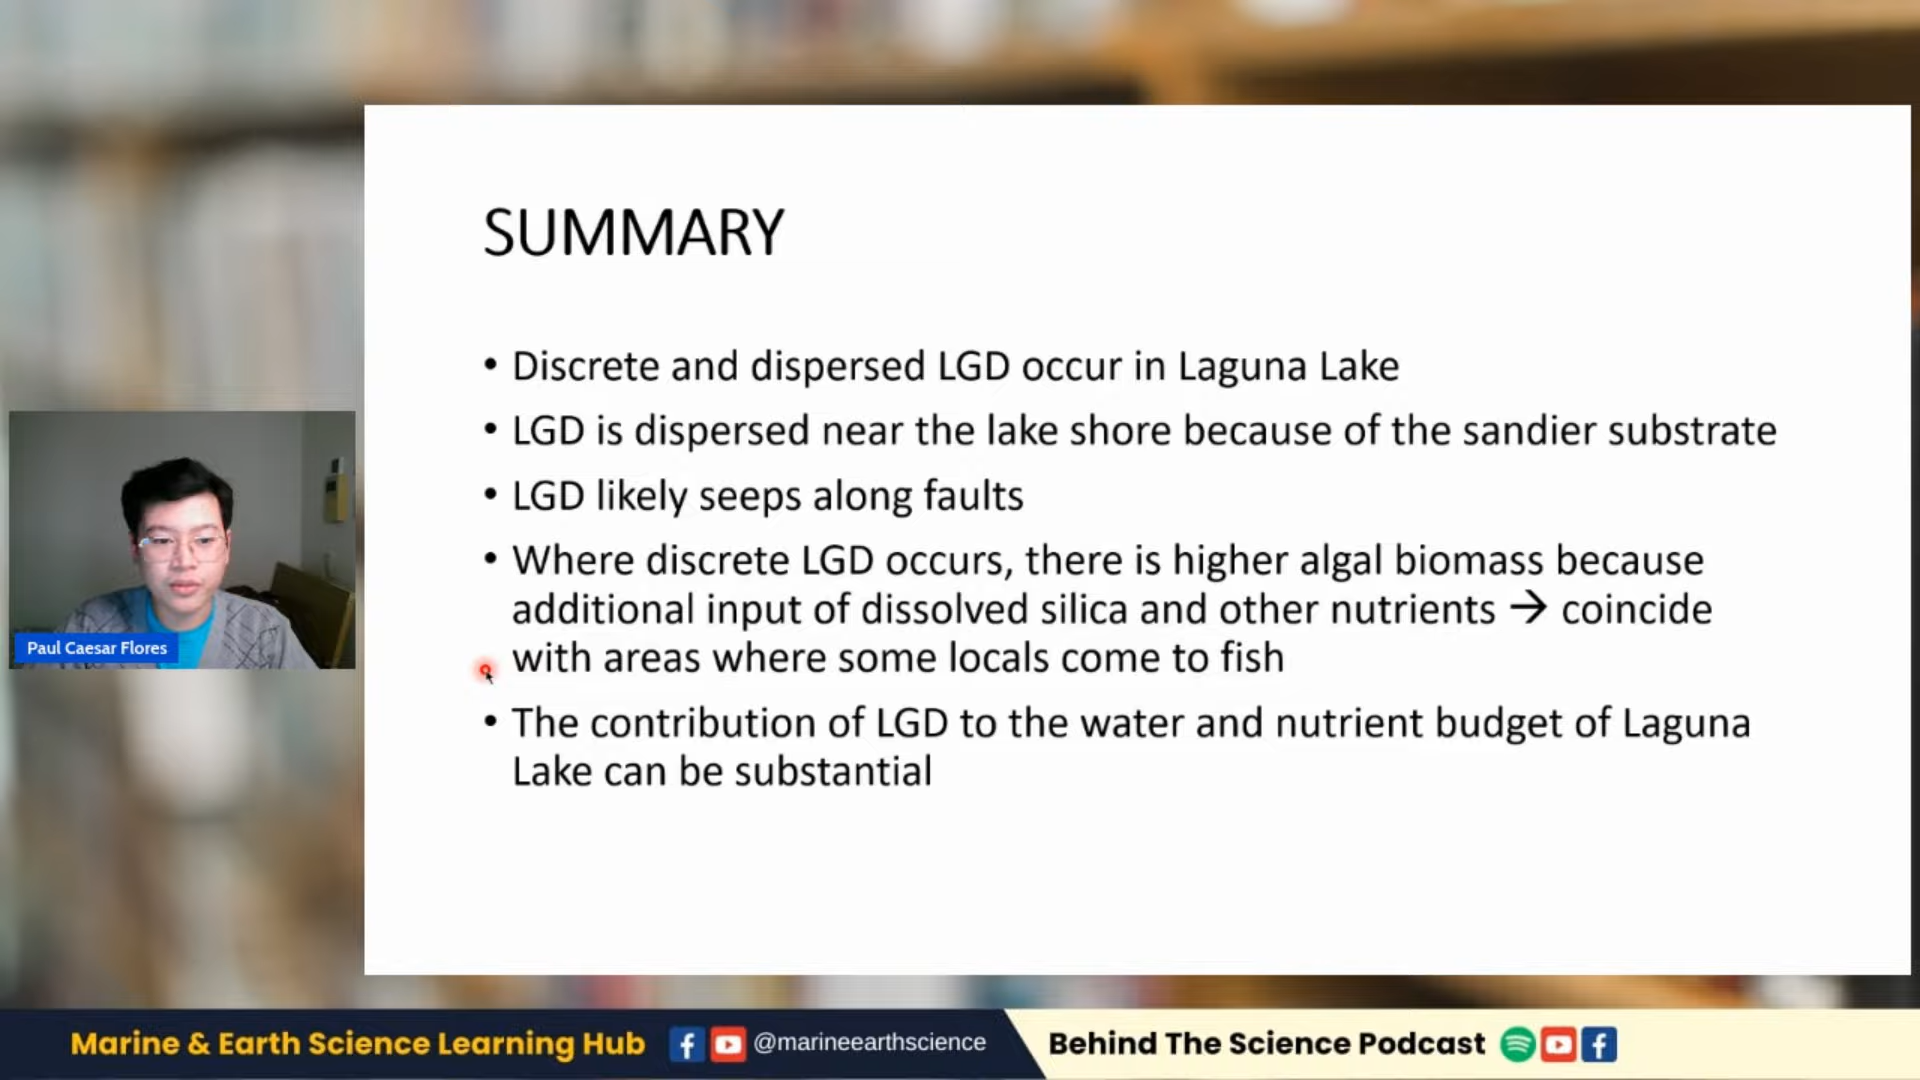 SUMMARY
• Discrete and dispersed LGD occur in Laguna Lake
• LGD is dispersed near the lake shore because of the sandier substrate
• LGD likely seeps along faults
• Where discrete LGD occurs, there is higher algal biomass because
additional input of dissolved silica and other nutrients → coincide
with areas where some locals come to fish
• The contribution of LGD to the water and nutrient budget of Laguna
Lake can be substantial
Paul Caesar Flores
Marine & Earth Science Learning Hub @marineearthscience
Behind The Science Podcast